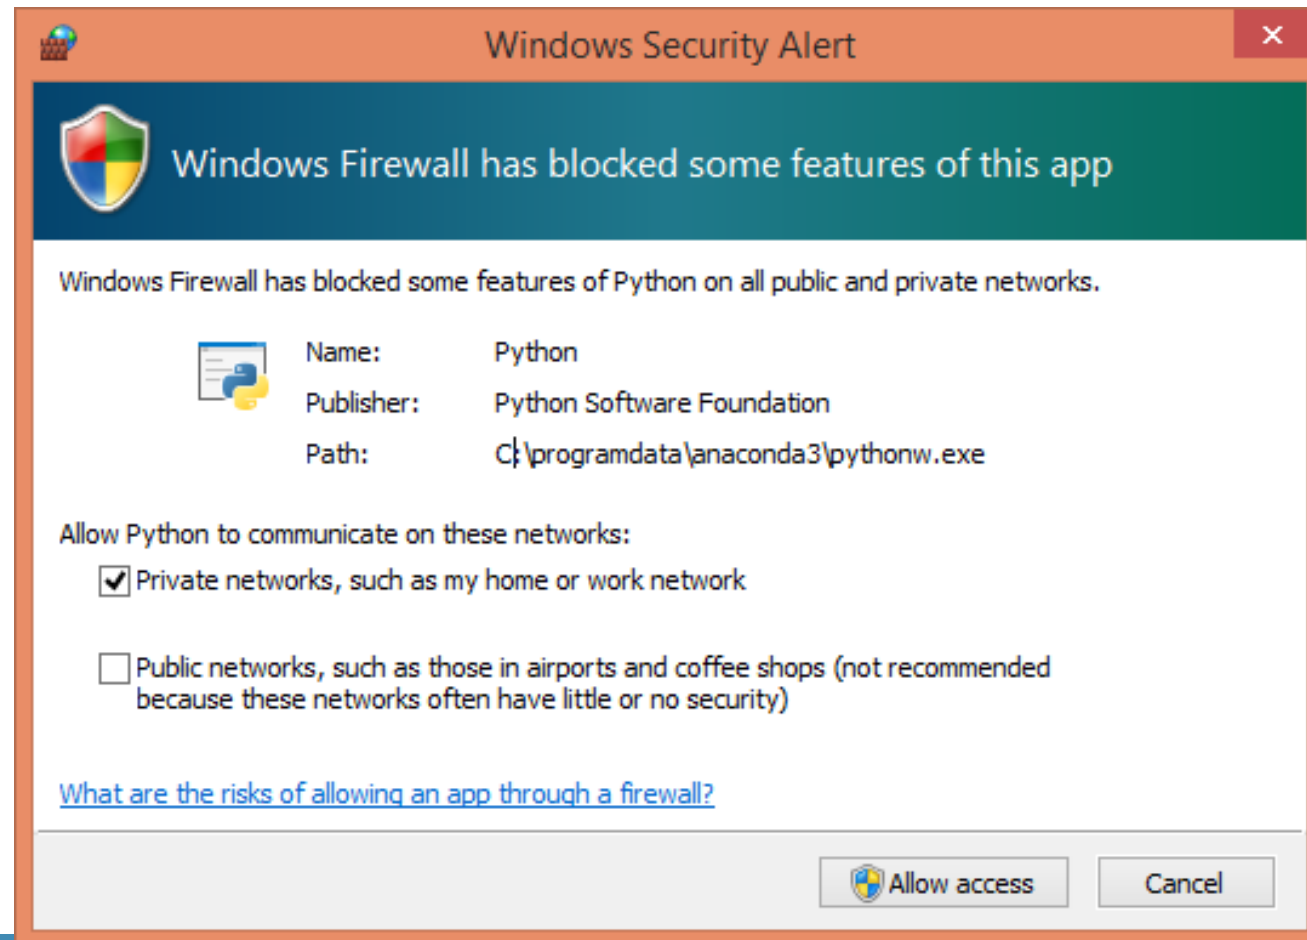 Windows Security Alert
Windows Firewall has blocked some features of this app
Windows Firewall has blocked some features of Python on all public and private networks.
Name: Python
Publisher: Python Software Foundation
Path: C:\programdata\anaconda3\pythonw.exe
Allow Python to communicate on these networks:
Private networks, such as my home or work network
Public networks, such as those in airports and coffee shops (not recommended
because these networks often have little or no security)
What are the risks of allowing an app through a firewall?
Allow access Cancel